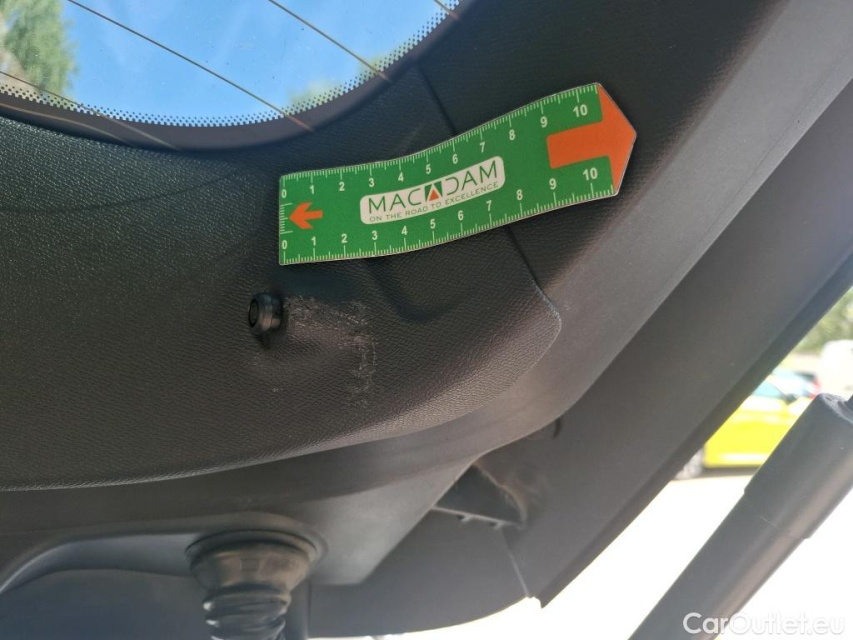 0 1 2 3 4 5 6 7 8 9 10
MACADAM
ON THE ROAD TO EXCELLENCE
0 1 2 3 4 5 6 7 8 9 10
CarOutlet.eu